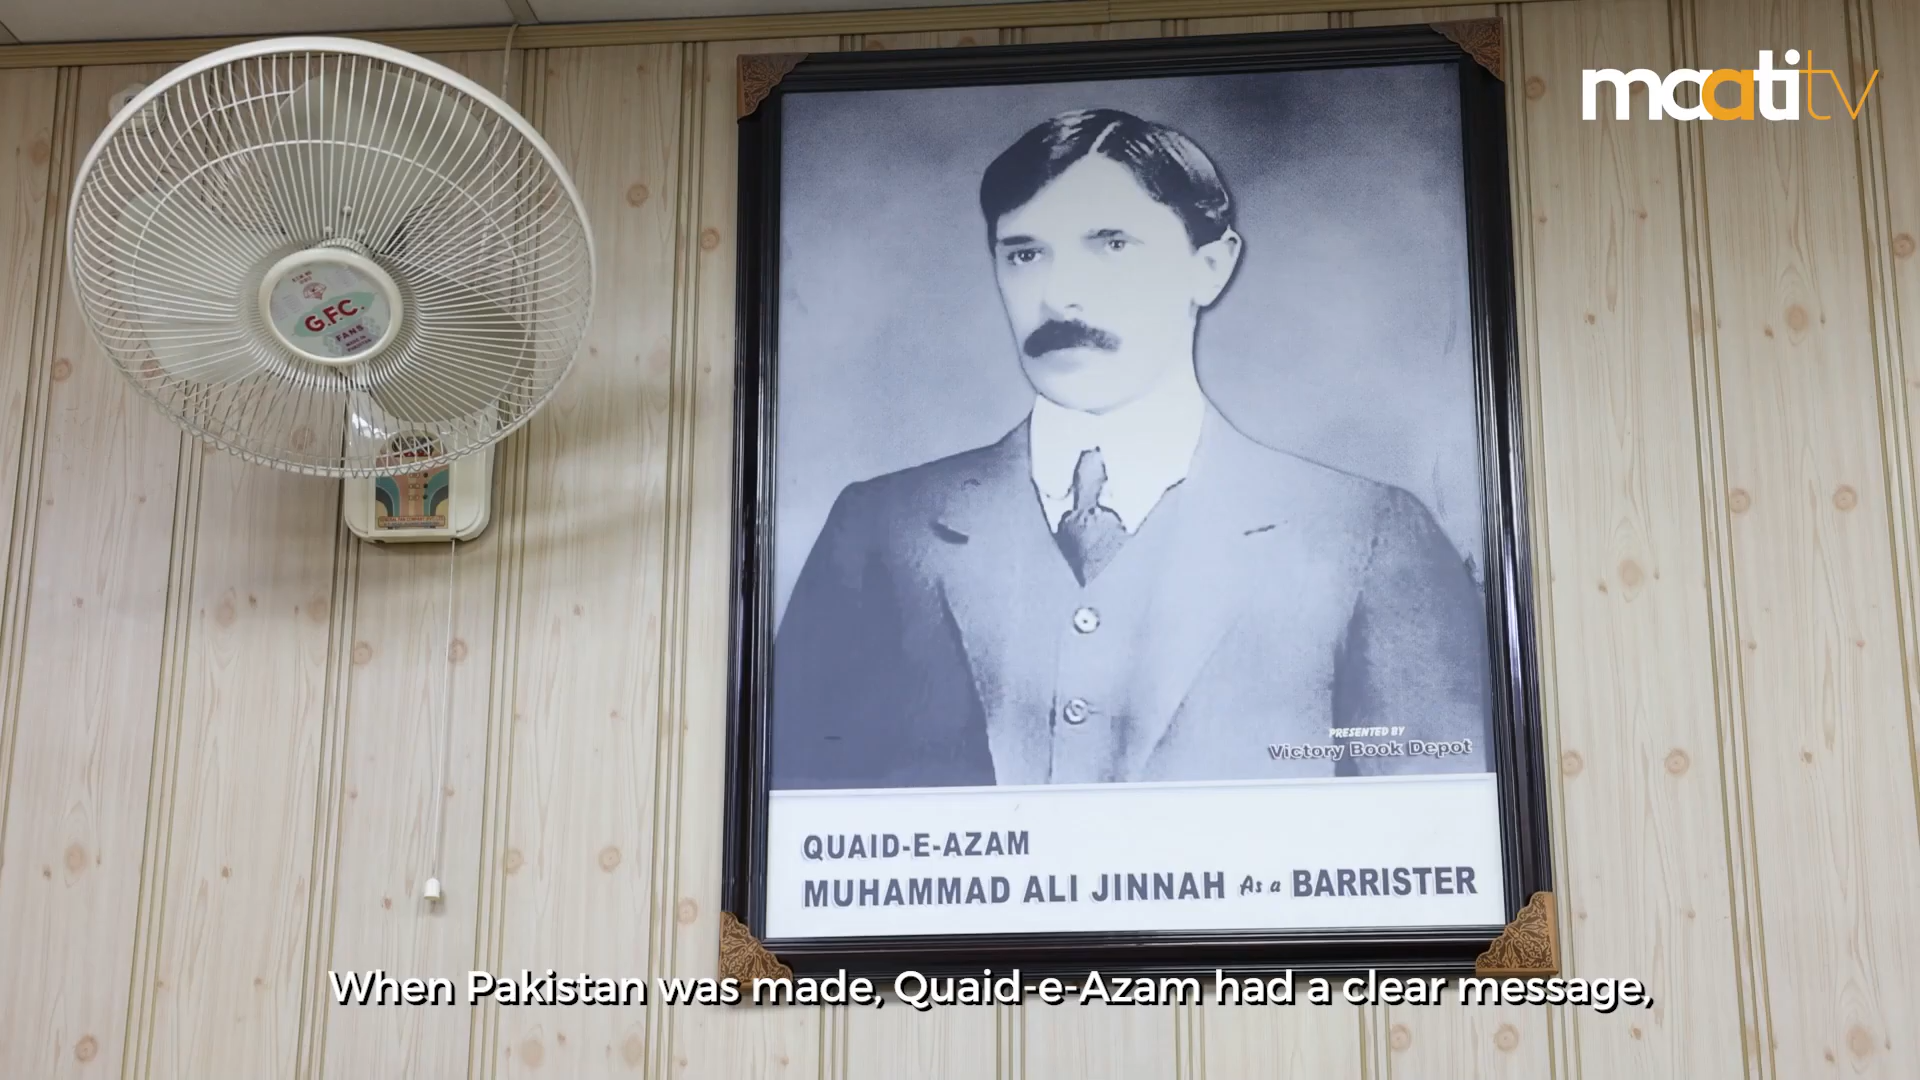 maatitv
G.F.C.
FANS
PRESENTED BY
Victory Book Depot
QUAID-E-AZAM
MUHAMMAD ALI JINNAH As a BARRISTER
When Pakistan was made, Quaid-e-Azam had a clear message,